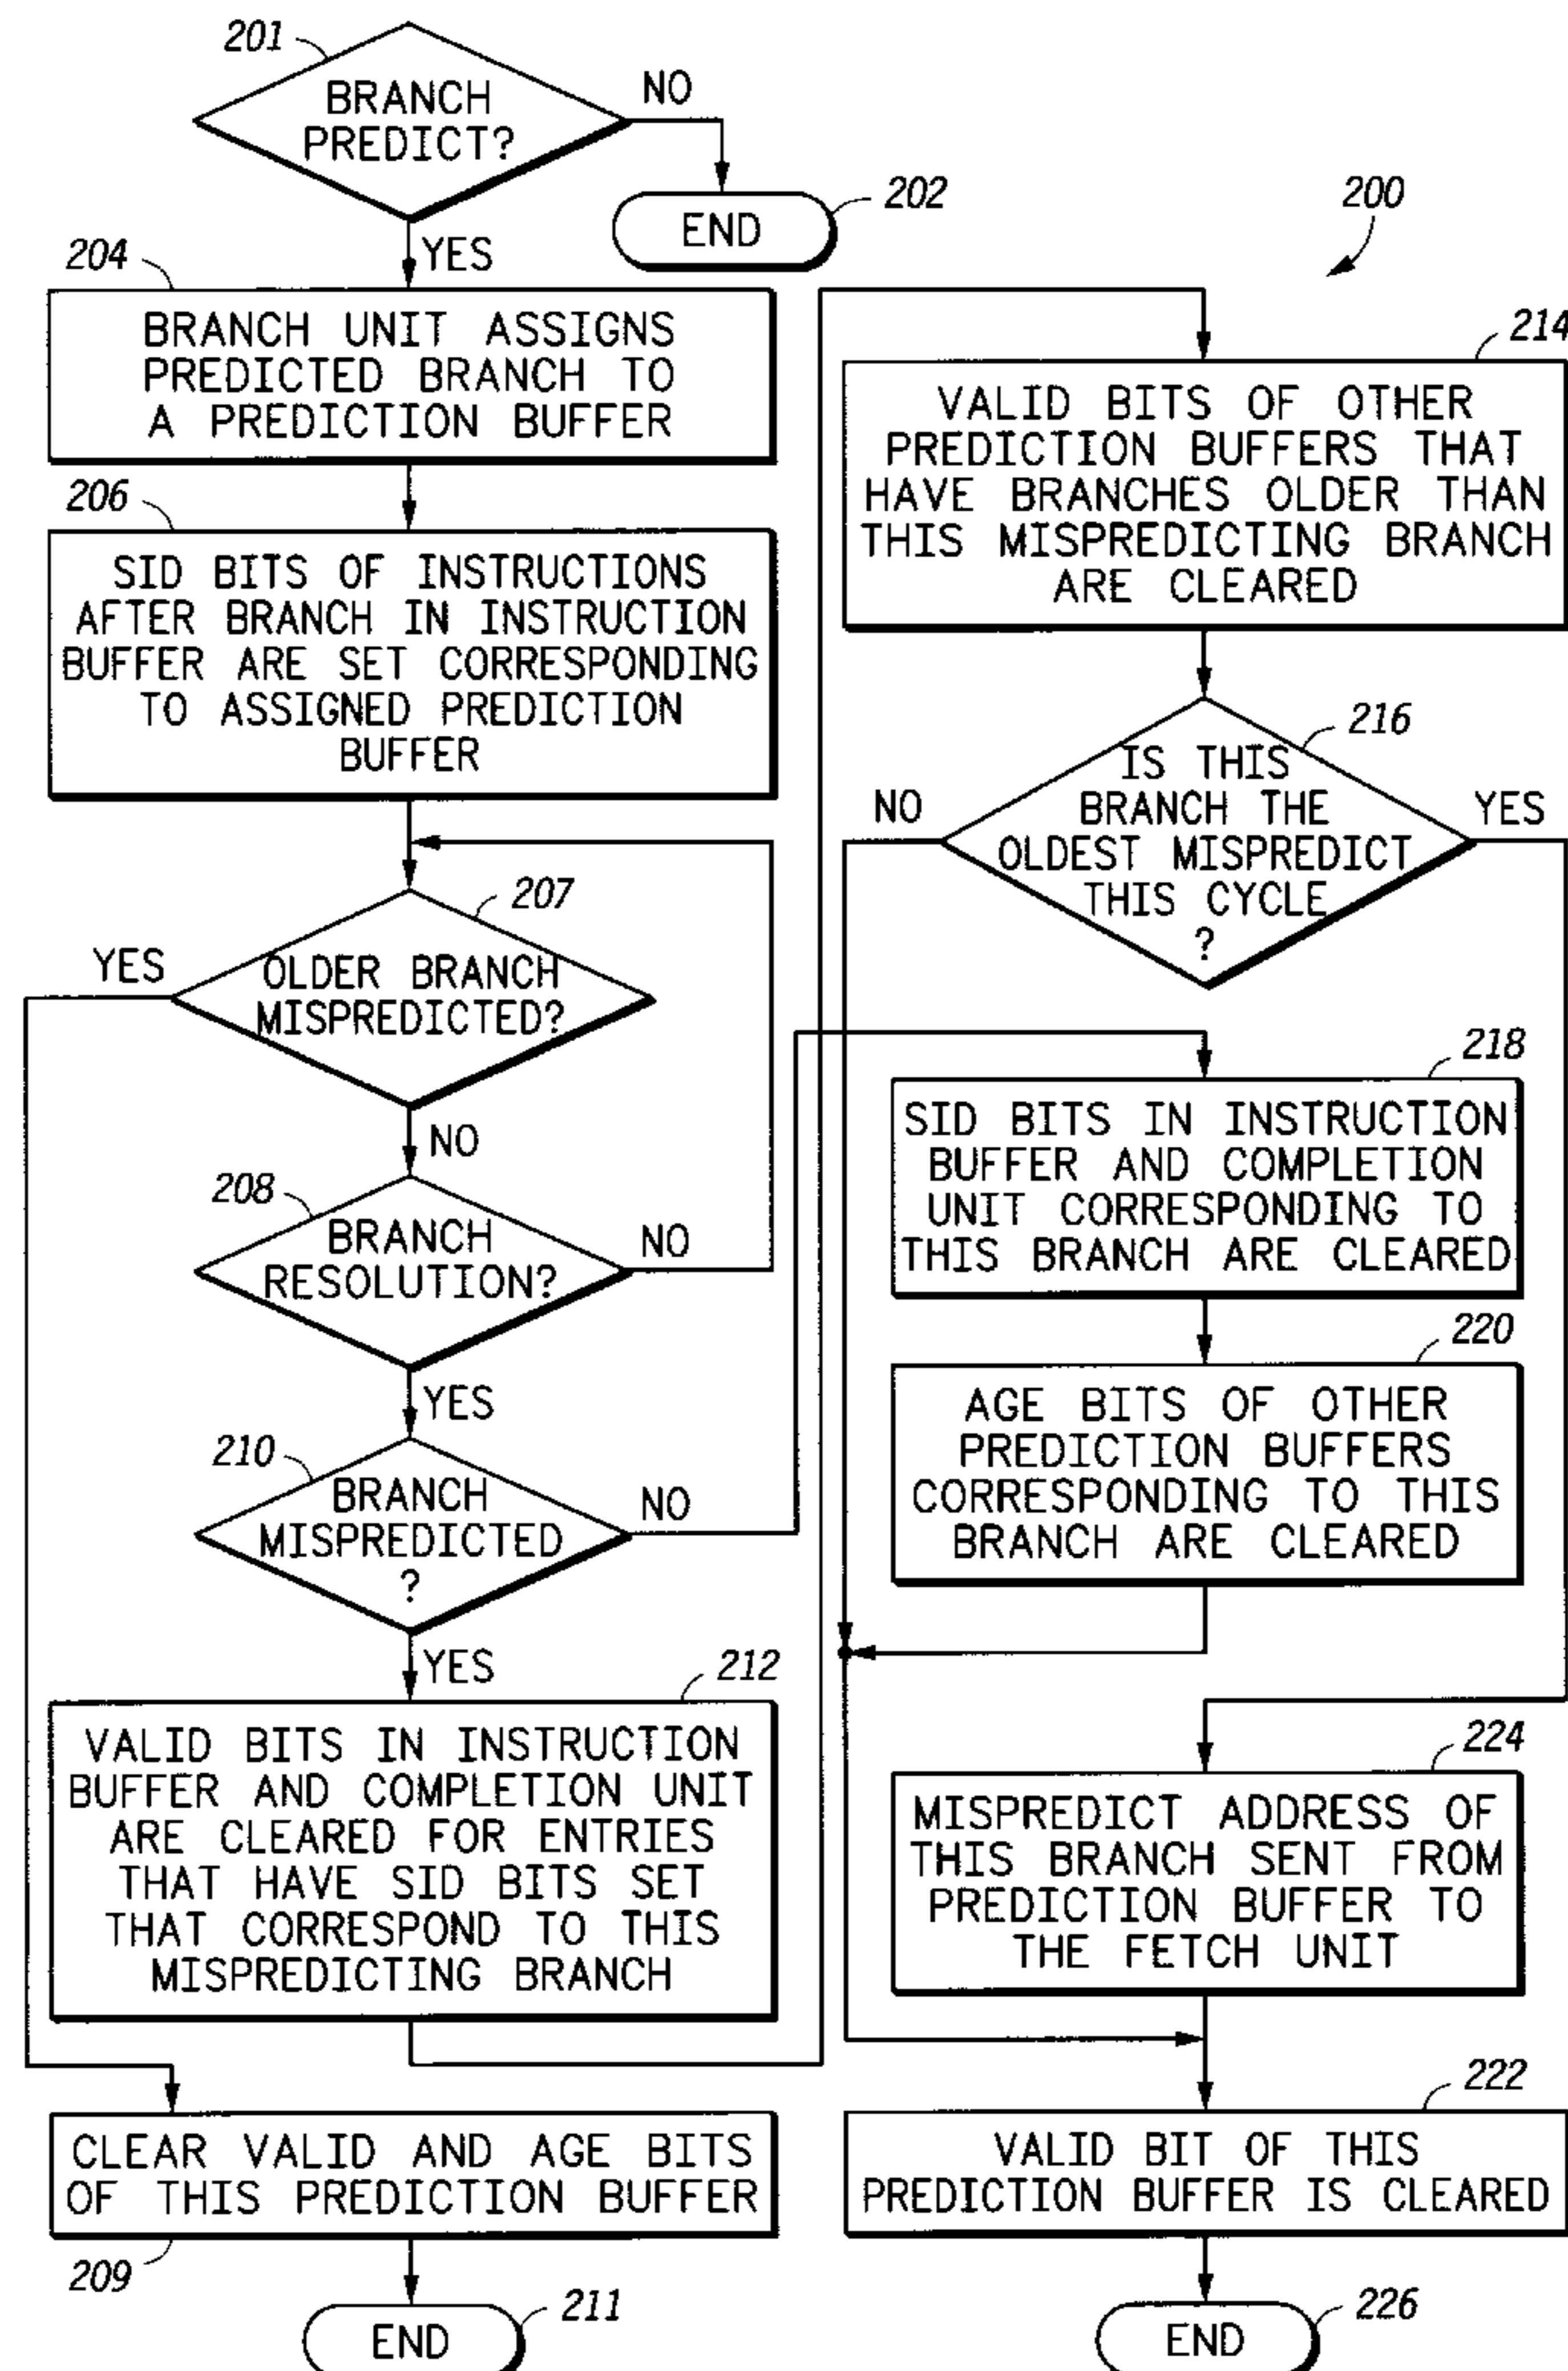 201
BRANCH
PREDICT?
NO
END
202
YES
200
204
BRANCH UNIT ASSIGNS
PREDICTED BRANCH TO
A PREDICTION BUFFER
206
SID BITS OF INSTRUCTIONS
AFTER BRANCH IN INSTRUCTION
BUFFER ARE SET CORRESPONDING
TO ASSIGNED PREDICTION
BUFFER
207
YES
OLDER BRANCH
MISPREDICTED?
NO
208
BRANCH
RESOLUTION?
NO
YES
210
BRANCH
MISPREDICTED
?
NO
YES
212
VALID BITS IN INSTRUCTION
BUFFER AND COMPLETION UNIT
ARE CLEARED FOR ENTRIES
THAT HAVE SID BITS SET
THAT CORRESPOND TO THIS
MISPREDICTING BRANCH
CLEAR VALID AND AGE BITS
OF THIS PREDICTION BUFFER
209
END
211
214
VALID BITS OF OTHER
PREDICTION BUFFERS THAT
HAVE BRANCHES OLDER THAN
THIS MISPREDICTING BRANCH
ARE CLEARED
216
NO
IS THIS
BRANCH THE
OLDEST MISPREDICT
THIS CYCLE
?
YES
218
SID BITS IN INSTRUCTION
BUFFER AND COMPLETION
UNIT CORRESPONDING TO
THIS BRANCH ARE CLEARED
220
AGE BITS OF OTHER
PREDICTION BUFFERS
CORRESPONDING TO THIS
BRANCH ARE CLEARED
224
MISPREDICT ADDRESS OF
THIS BRANCH SENT FROM
PREDICTION BUFFER TO
THE FETCH UNIT
222
VALID BIT OF THIS
PREDICTION BUFFER IS CLEARED
END
226